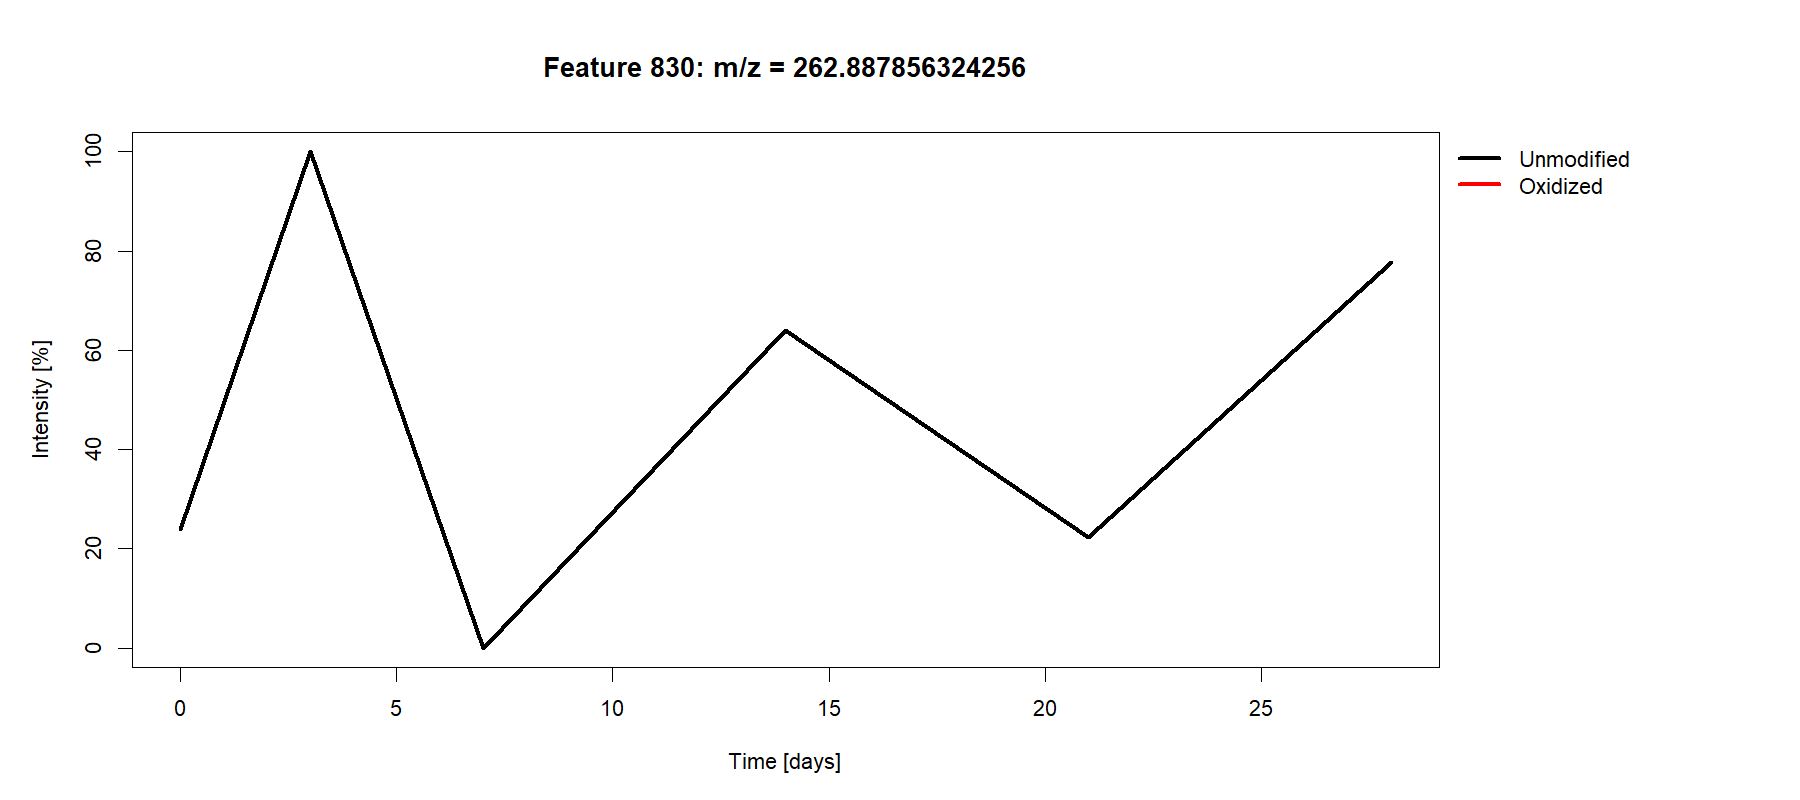 Feature 830: m/z = 262.887856324256
Unmodified
Oxidized
Intensity [%]
100
80
60
40
20
0
0 5 10 15 20 25
Time [days]